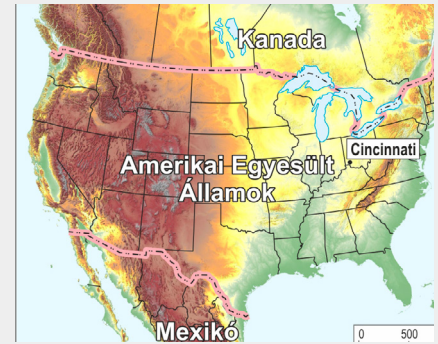 Kanada
Cincinnati
Amerikai Egyesült
Államok
Mexikó
0 500